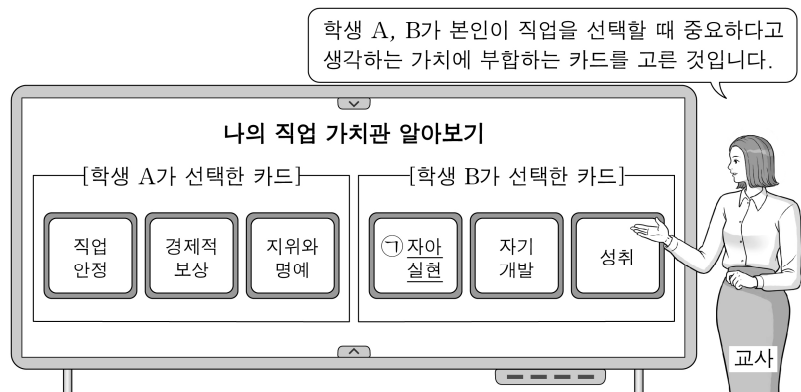 학생 A, B가 본인이 직업을 선택할 때 중요하다고
생각하는 가치에 부합하는 카드를 고른 것입니다.
나의 직업 가치관 알아보기
[학생 A가 선택한 카드]
직업
안정
경제적
보상
지위와
명예
[학생 B가 선택한 카드]
㉠ 자아
실현
자기
개발
성취
교사